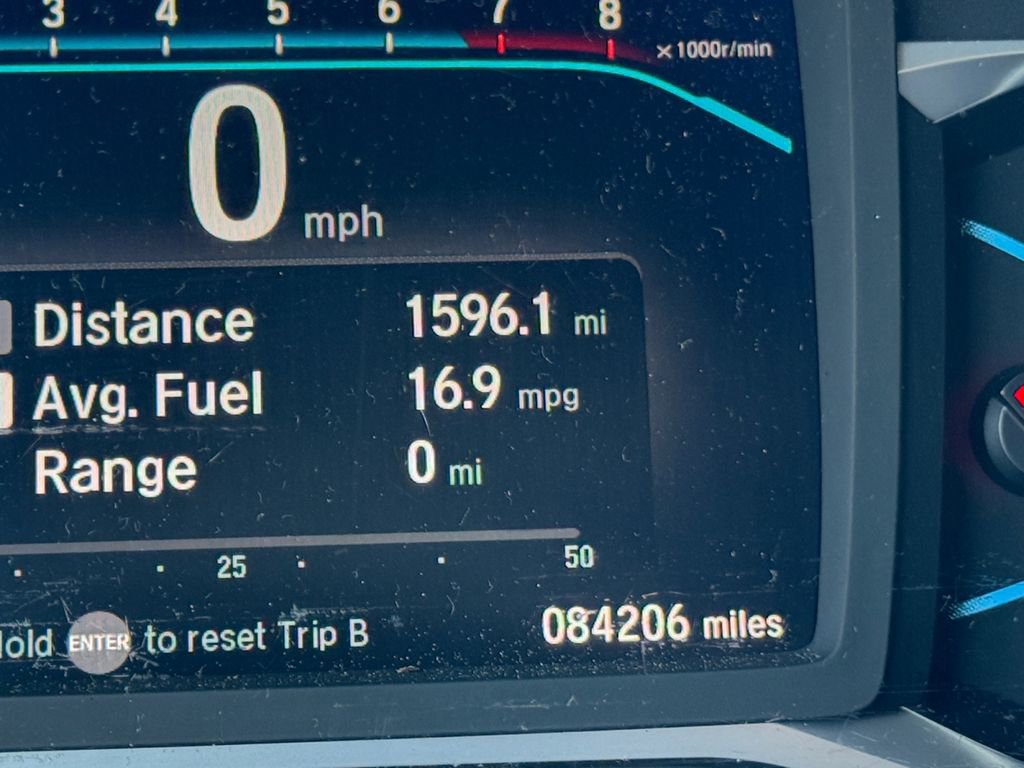 3 4 5 6 7 8
×1000r/min
0 mph
Distance 1596.1 mi
Avg. Fuel 16.9 mpg
Range 0 mi
25 50
ENTER to reset Trip B 084206 miles